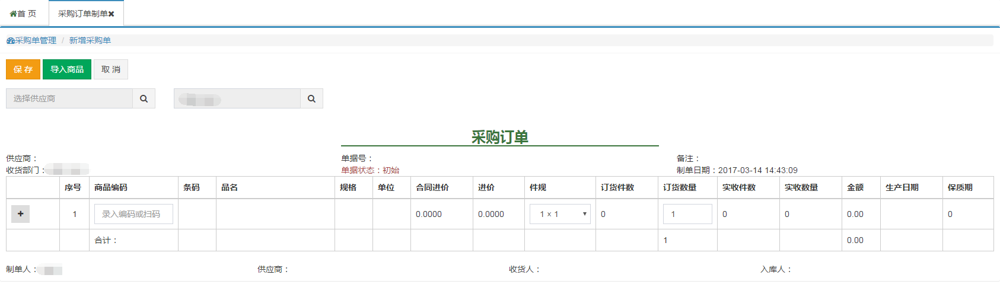 首 页 采购订单制单
采购单管理 / 新增采购单
保 存 导入商品 取 消
选择供应商
采购订单
供应商： 单据号： 备注：
收货部门： 单据状态：初始 制单日期：2017-03-14 14:43:09
序号 商品编码 条码 品名 规格 单位 合同进价 进价 件规 订货件数 订货数量 实收件数 实收数量 金额 生产日期 保质期
1 录入编码或扫码 0.0000 0.0000 1 × 1 0 1 0 0 0.00 0
合计： 1 0.00
制单人： 供应商： 收货人： 入库人：